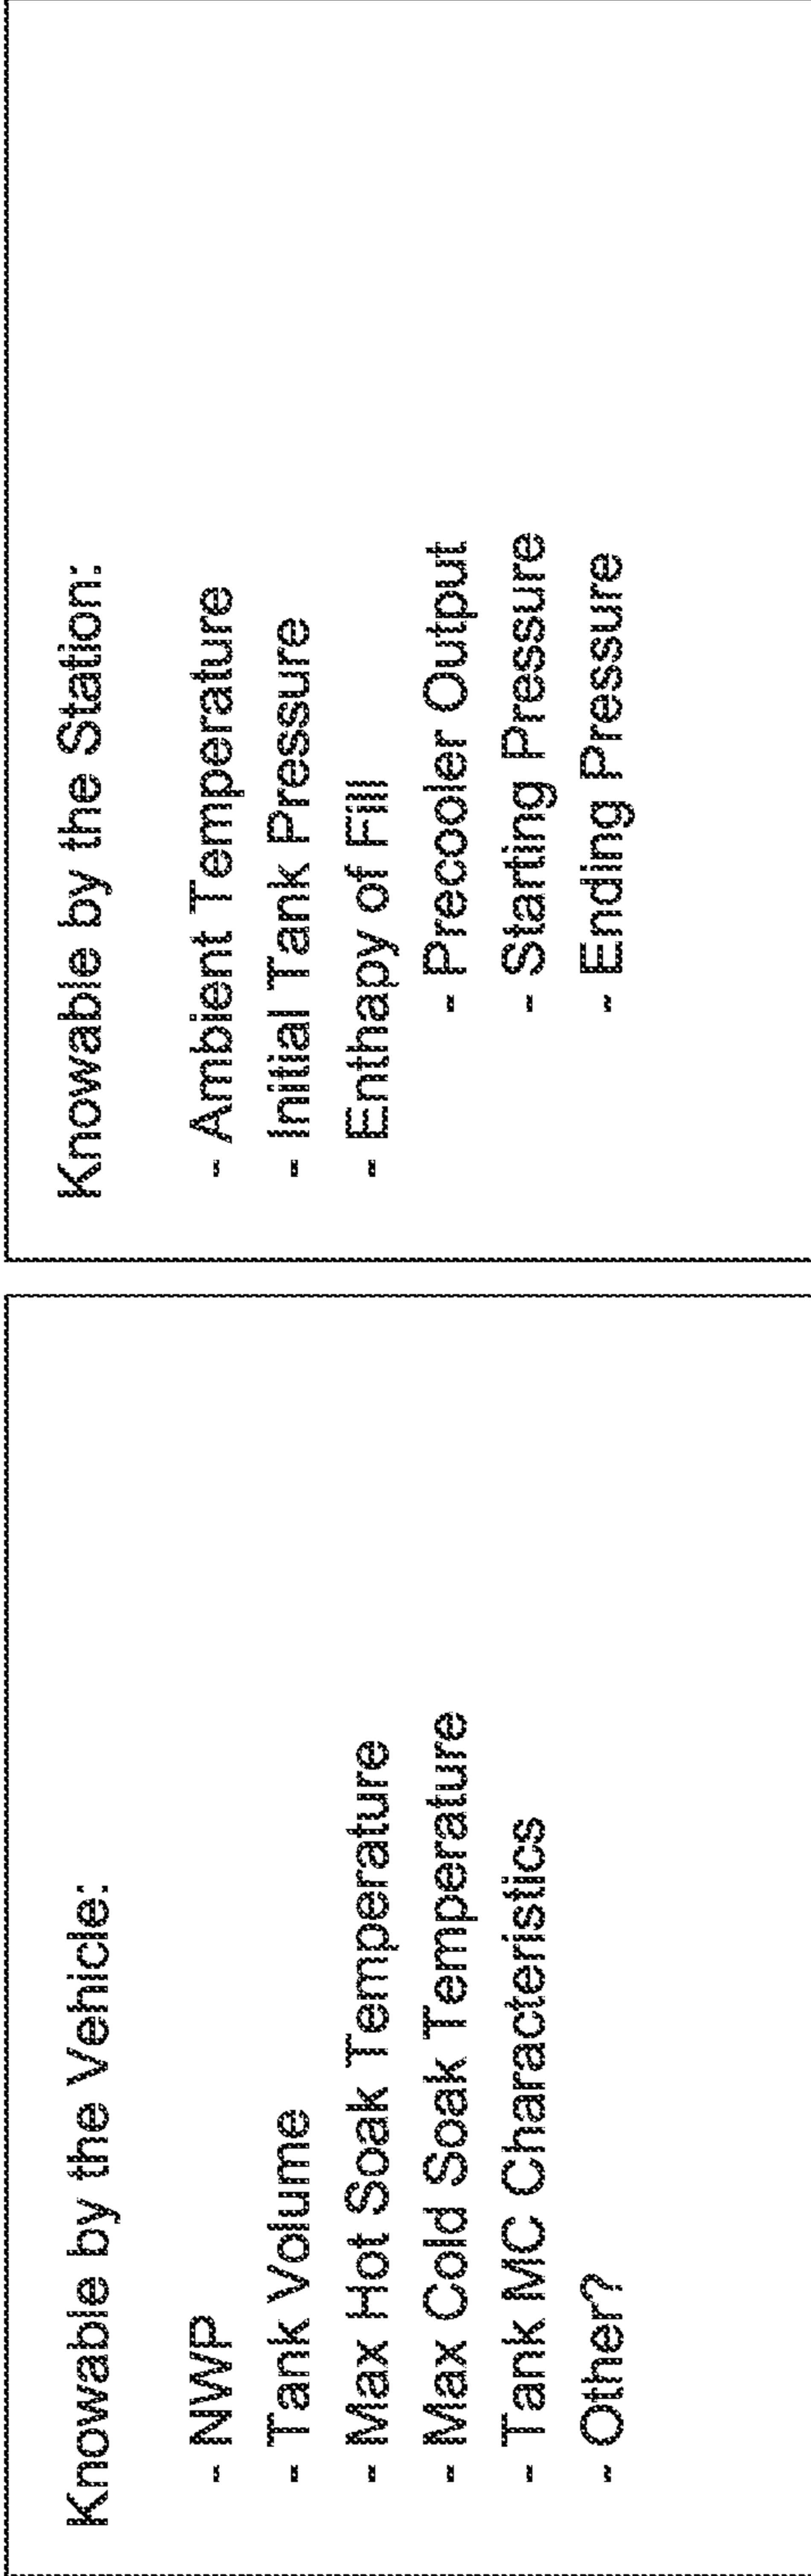 Knowable by the Vehicle:
- NWP
- Tank Volume
- Max Hot Soak Temperature
- Max Cold Soak Temperature
- Tank MC Characteristics
- Other?
Knowable by the Station:
- Ambient Temperature
- Initial Tank Pressure
- Enthapy of Fill
- Precooler Output
- Starting Pressure
- Ending Pressure